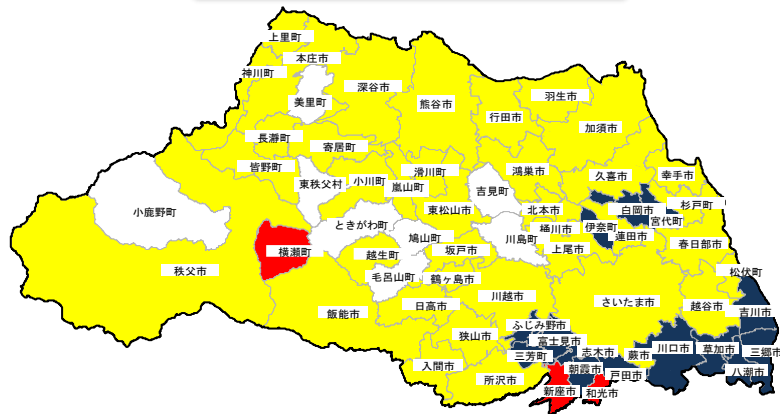 上里町
本庄市
神川町
深谷市
美里町
熊谷市
羽生市
行田市
加須市
長瀞町
寄居町
皆野町
東秩父村
小川町
嵐山町
滑川町
吉見町
鴻巣市
久喜市
幸手市
小鹿野町
ときがわ町
東松山市
北本市
白岡市
杉戸町
宮代町
横瀬町
鳩山町
川島町
桶川市
伊奈町
蓮田市
越生町
坂戸市
上尾市
春日部市
秩父市
毛呂山町
鶴ヶ島市
松伏町
飯能市
日高市
川越市
さいたま市
越谷市
吉川市
狭山市
ふじみ野市
富士見市
三芳町
志木市
蕨市
川口市
草加市
三郷市
入間市
所沢市
朝霞市
戸田市
八潮市
新座市
和光市